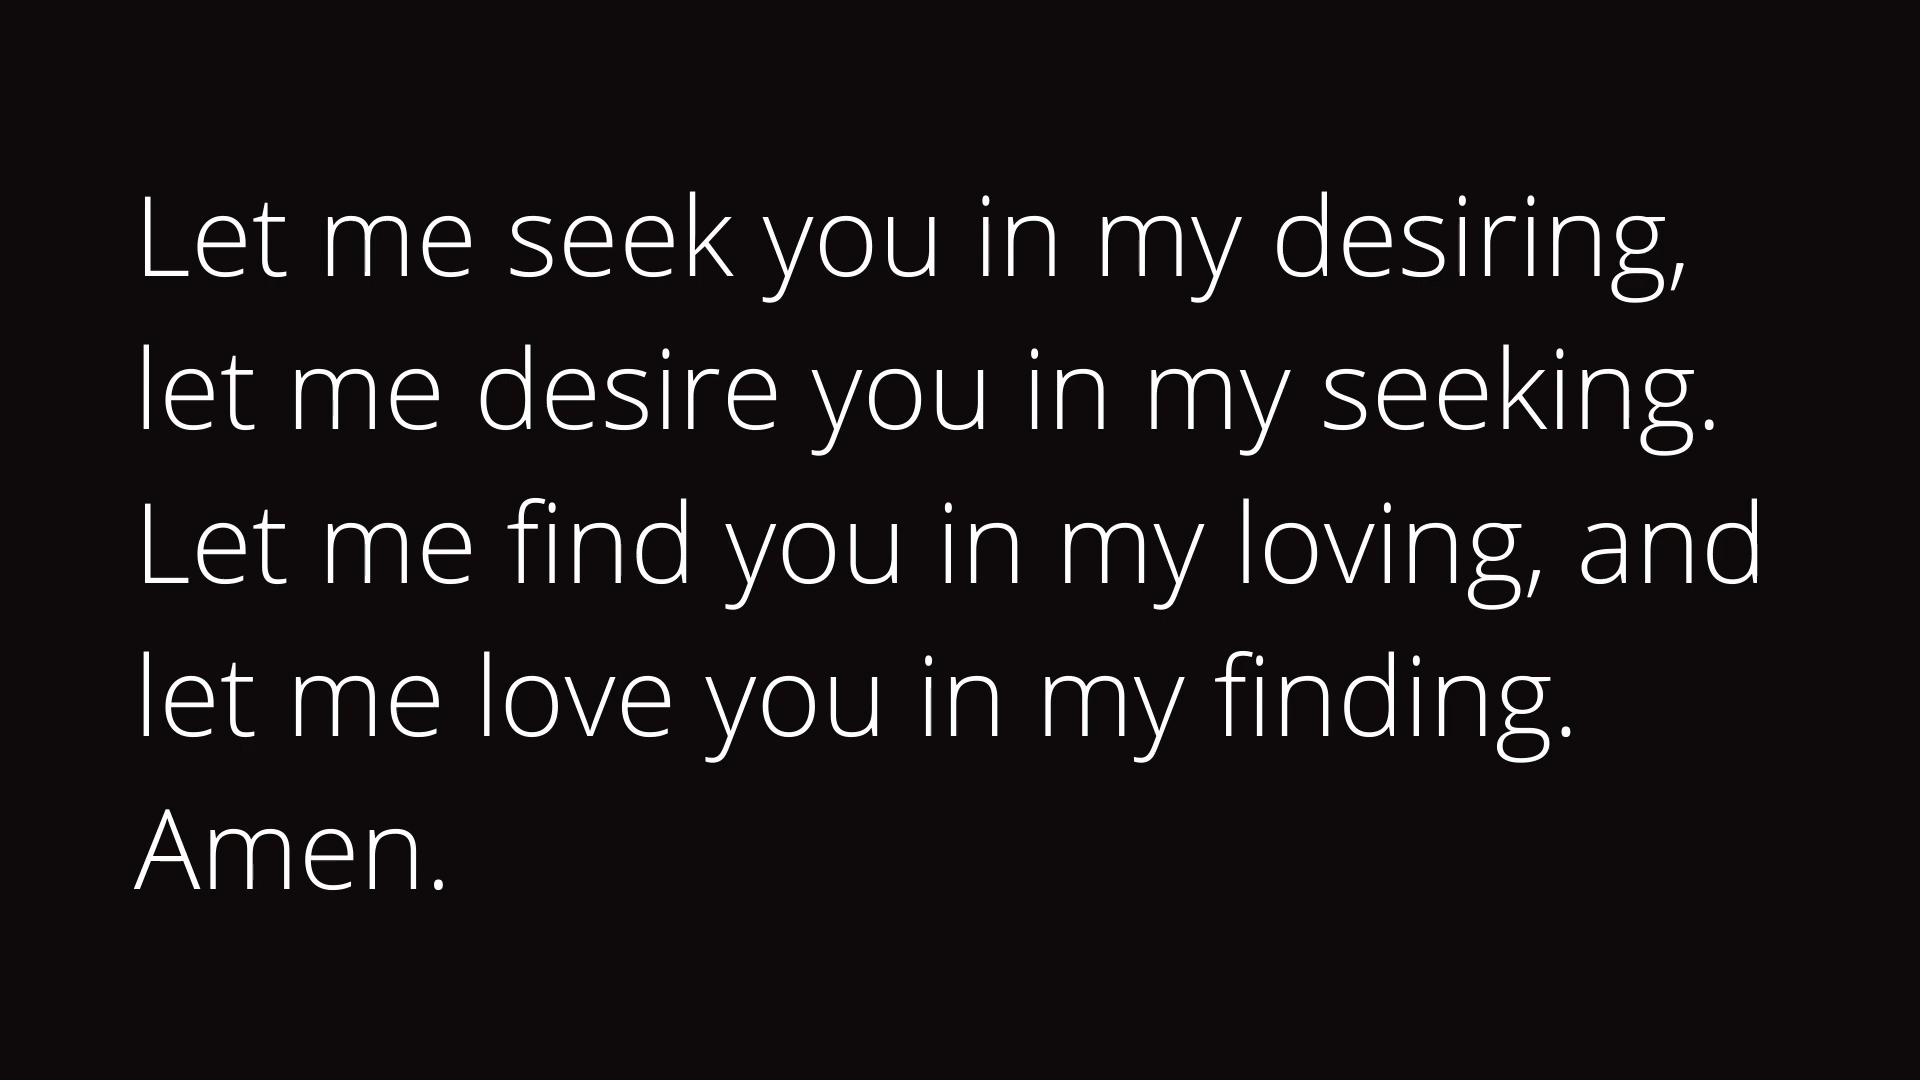 Let me seek you in my desiring,
let me desire you in my seeking.
Let me find you in my loving, and
let me love you in my finding.
Amen.